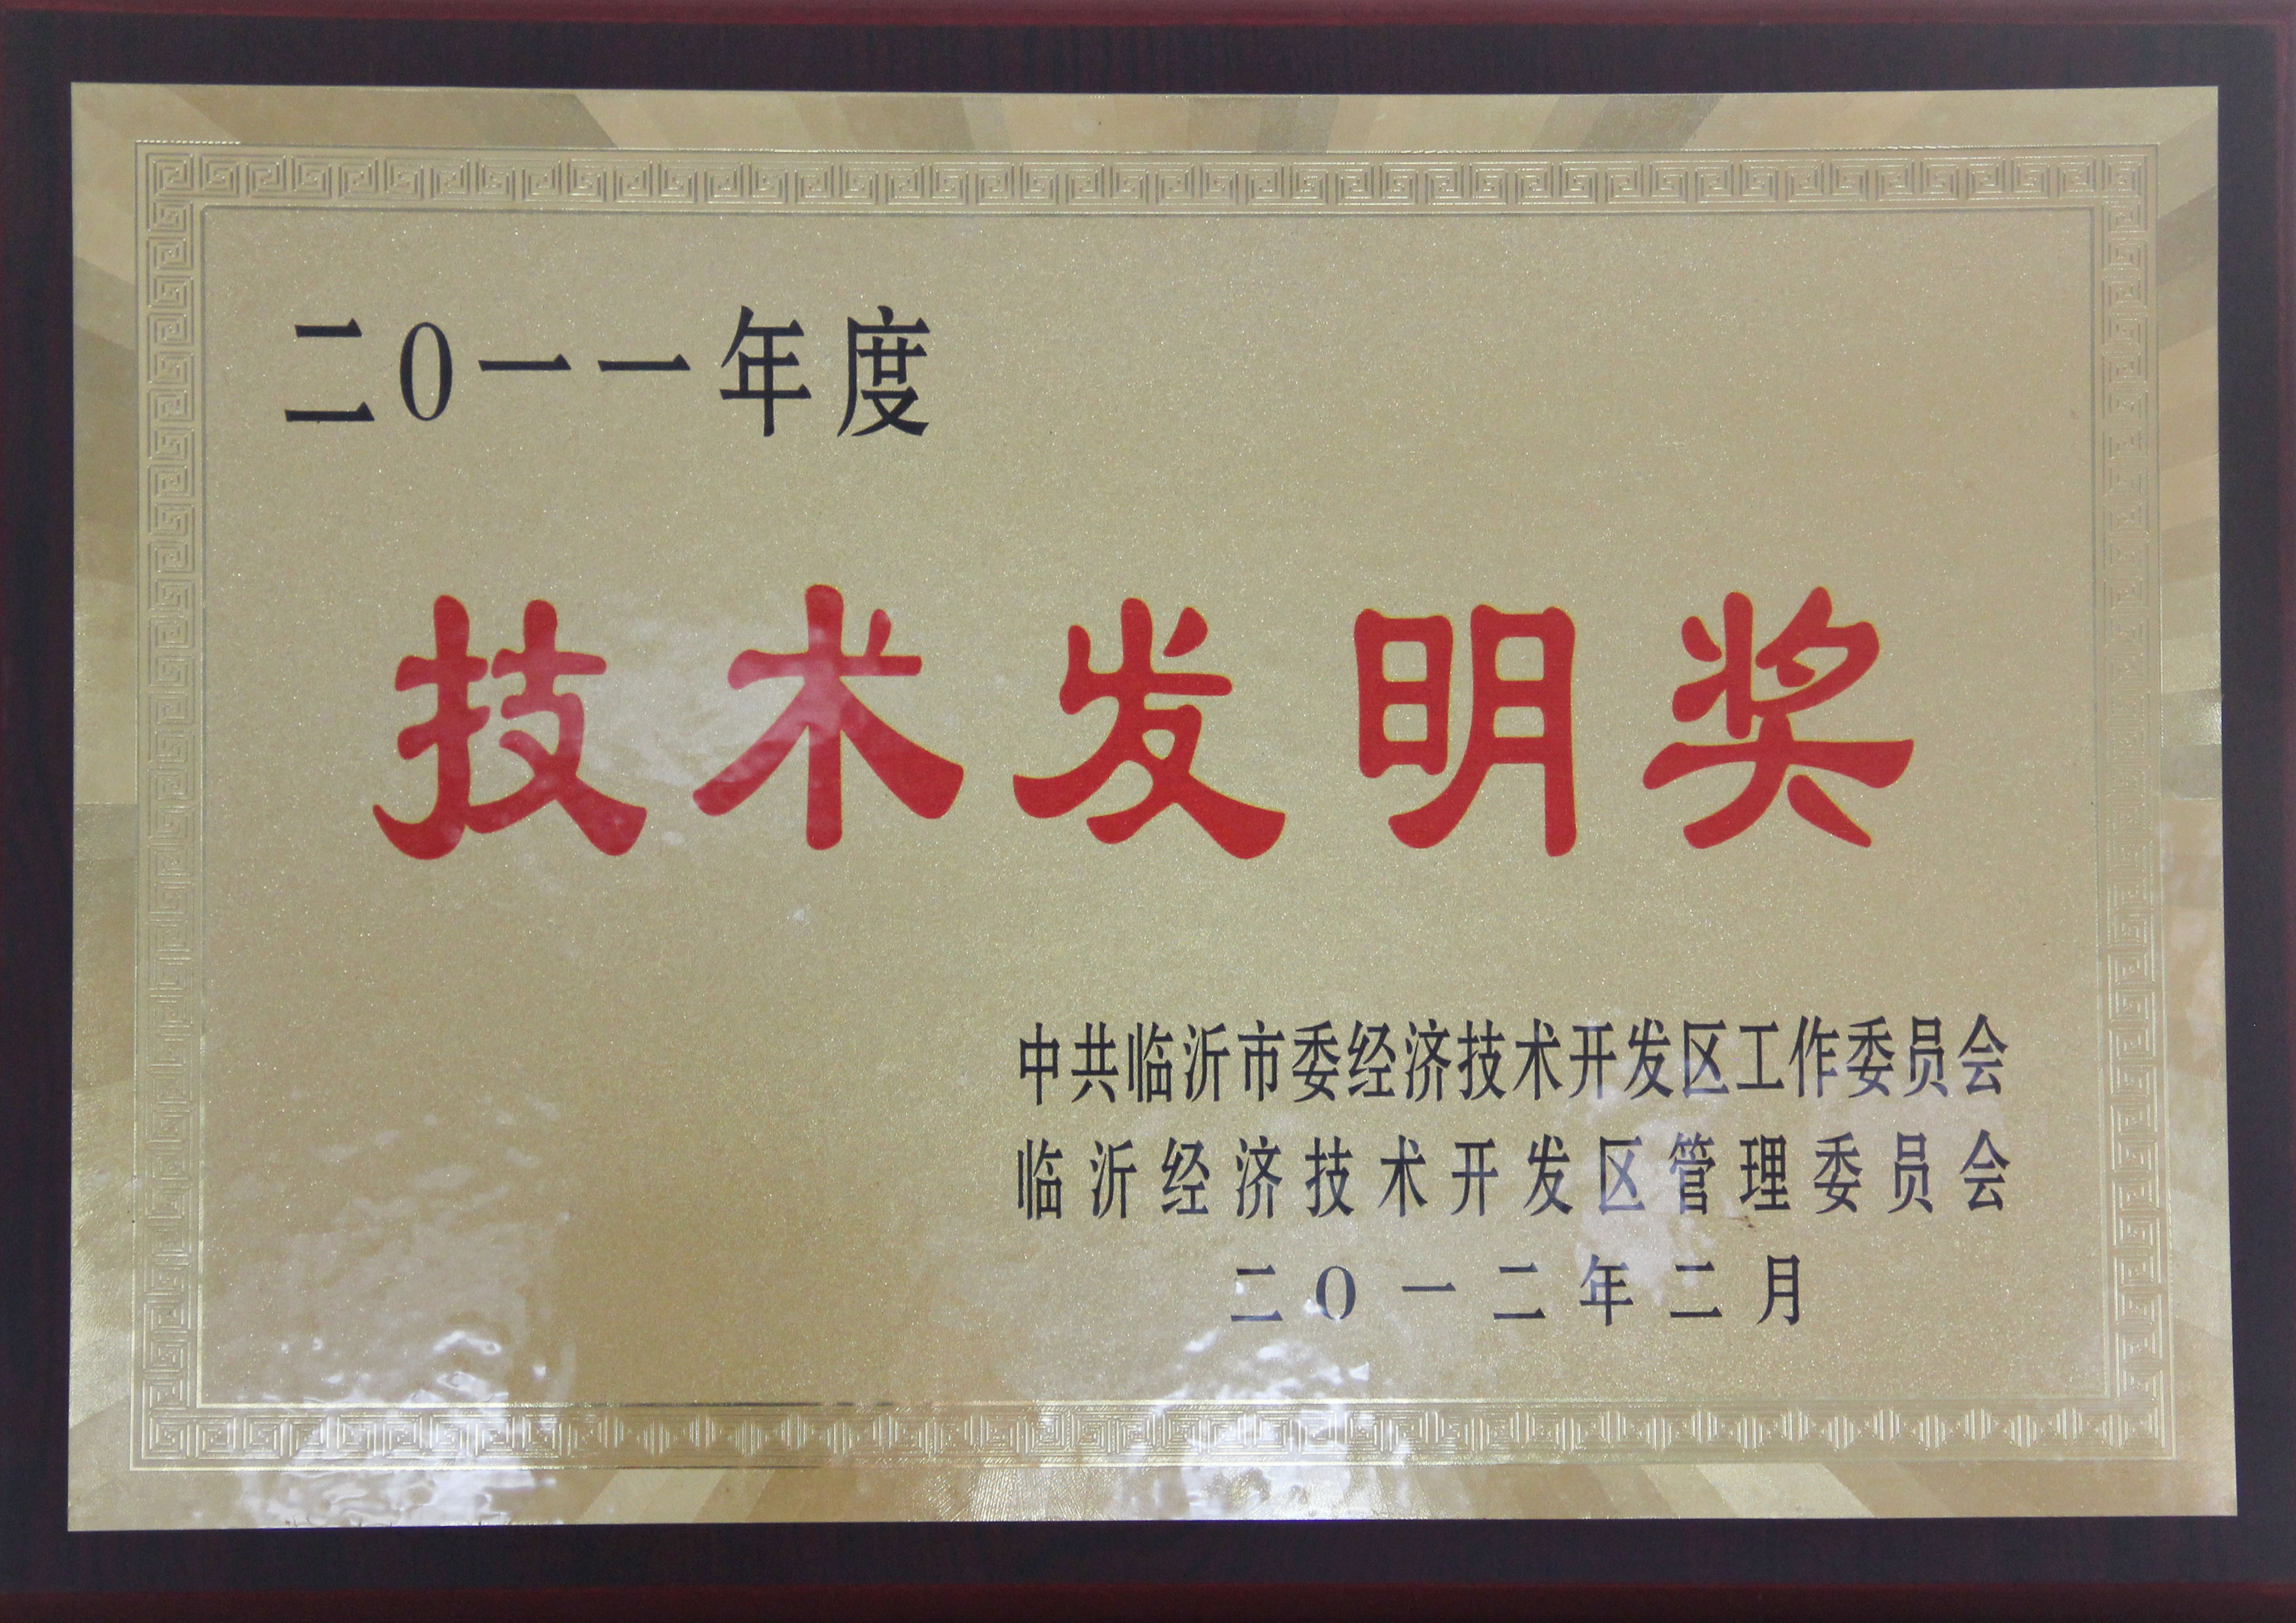 二0一一年度
技术发明奖
中共临沂市委经济技术开发区工作委员会
临沂经济技术开发区管理委员会
二0一二年二月